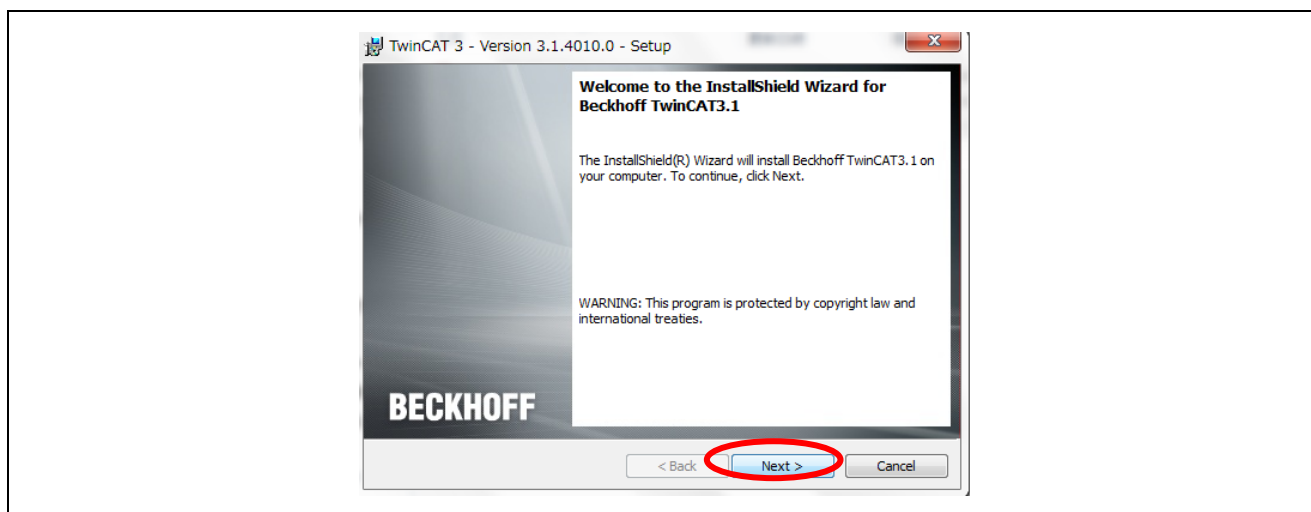 TwinCAT 3 - Version 3.1.4010.0 - Setup
Welcome to the InstallShield Wizard for
Beckhoff TwinCAT3.1
The InstallShield(R) Wizard will install Beckhoff TwinCAT3.1 on
your computer. To continue, click Next.
WARNING: This program is protected by copyright law and
international treaties.
BECKHOFF
< Back
Next >
Cancel